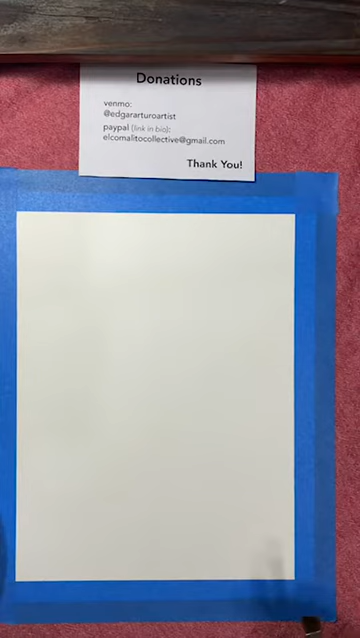 Donations
venmo:
@edgararturoartist
paypal (link in bio):
elcomalitocollective@gmail.com
Thank You!